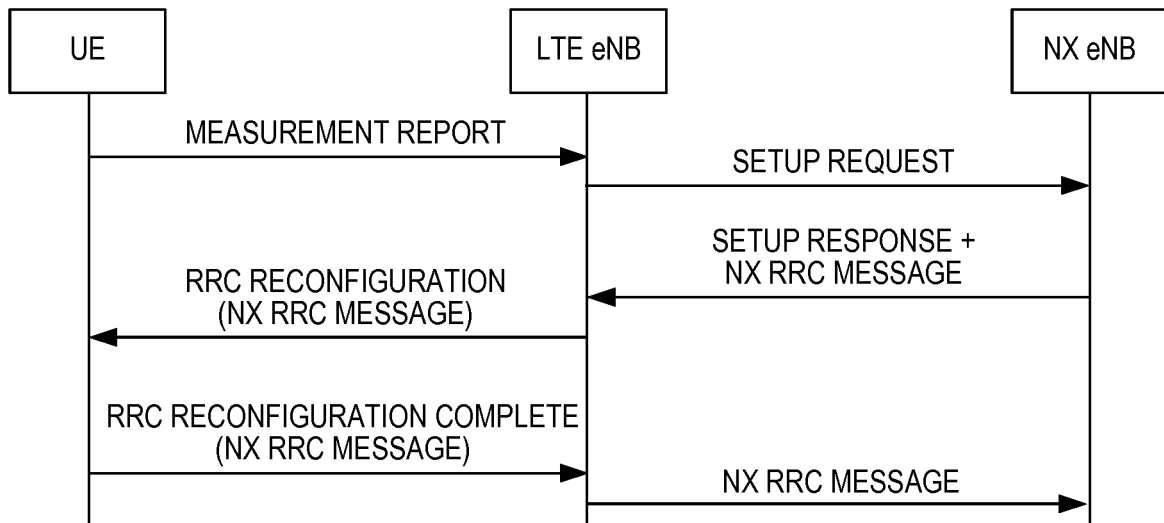 UE
LTE eNB
NX eNB
MEASUREMENT REPORT
SETUP REQUEST
SETUP RESPONSE +
NX RRC MESSAGE
RRC RECONFIGURATION
(NX RRC MESSAGE)
RRC RECONFIGURATION COMPLETE
(NX RRC MESSAGE)
NX RRC MESSAGE